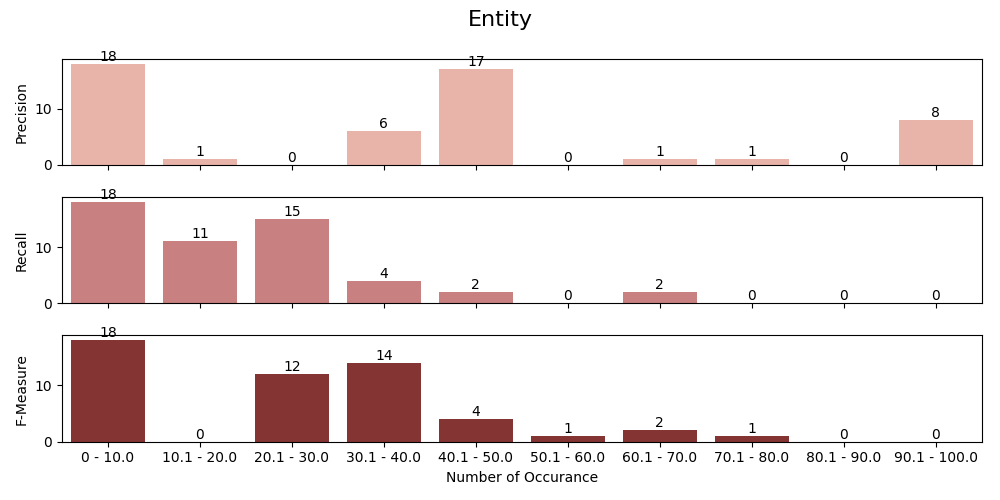 Entity
Precision
10
0
18 1 0 6 17 0 1 1 0 8
Recall
10
0
18 11 15 4 2 0 2 0 0 0
F-Measure
10
0
18 0 12 14 4 1 2 1 0 0
0 - 10.0 10.1 - 20.0 20.1 - 30.0 30.1 - 40.0 40.1 - 50.0 50.1 - 60.0 60.1 - 70.0 70.1 - 80.0 80.1 - 90.0 90.1 - 100.0
Number of Occurance